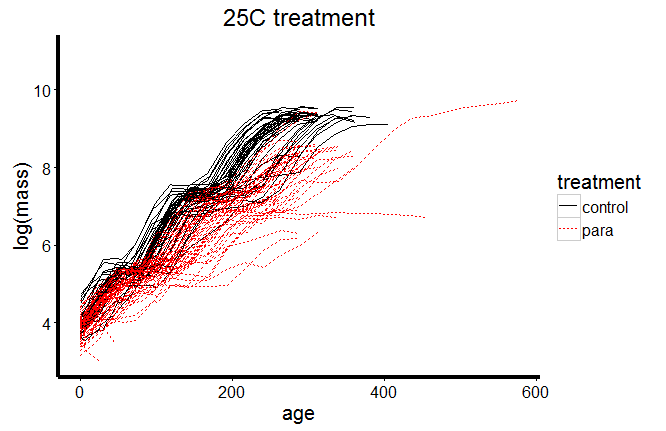 25C treatment
log(mass)
10
8
6
4
0
200
400
600
age
treatment
control
para